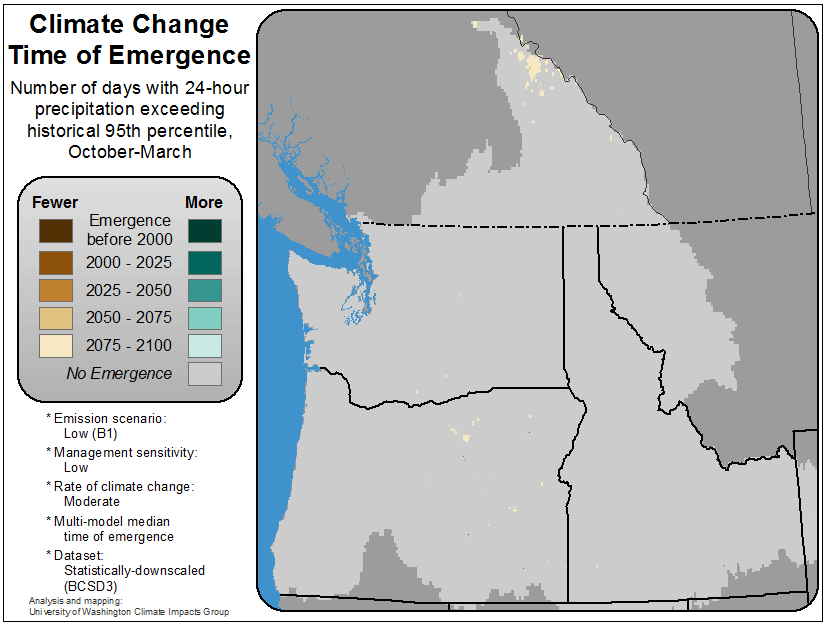 Climate Change
Time of Emergence
Number of days with 24-hour
precipitation exceeding
historical 95th percentile,
October-March
Fewer More
Emergence
before 2000
2000 - 2025
2025 - 2050
2050 - 2075
2075 - 2100
No Emergence
* Emission scenario:
Low (B1)
* Management sensitivity:
Low
* Rate of climate change:
Moderate
* Multi-model median
time of emergence
* Dataset:
Statistically-downscaled
(BCSD3)
Analysis and mapping:
University of Washington Climate Impacts Group